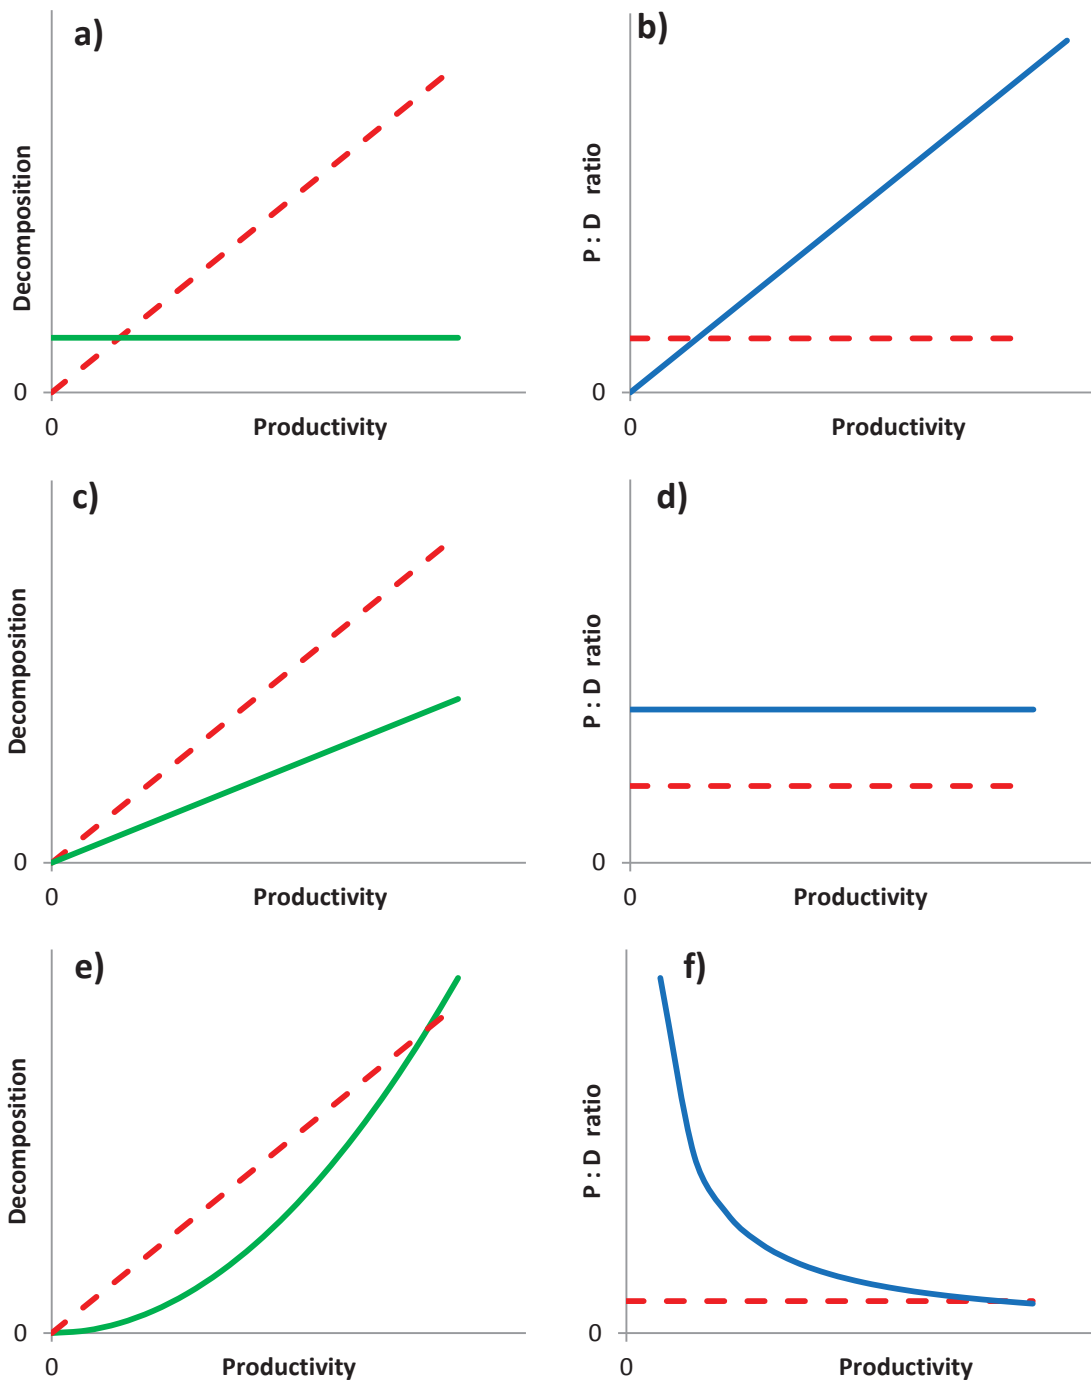 a)
Decomposition
0
0
Productivity
b)
P : D ratio
0
0
Productivity
c)
Decomposition
0
0
Productivity
d)
P : D ratio
0
0
Productivity
e)
Decomposition
0
0
Productivity
f)
P : D ratio
0
0
Productivity